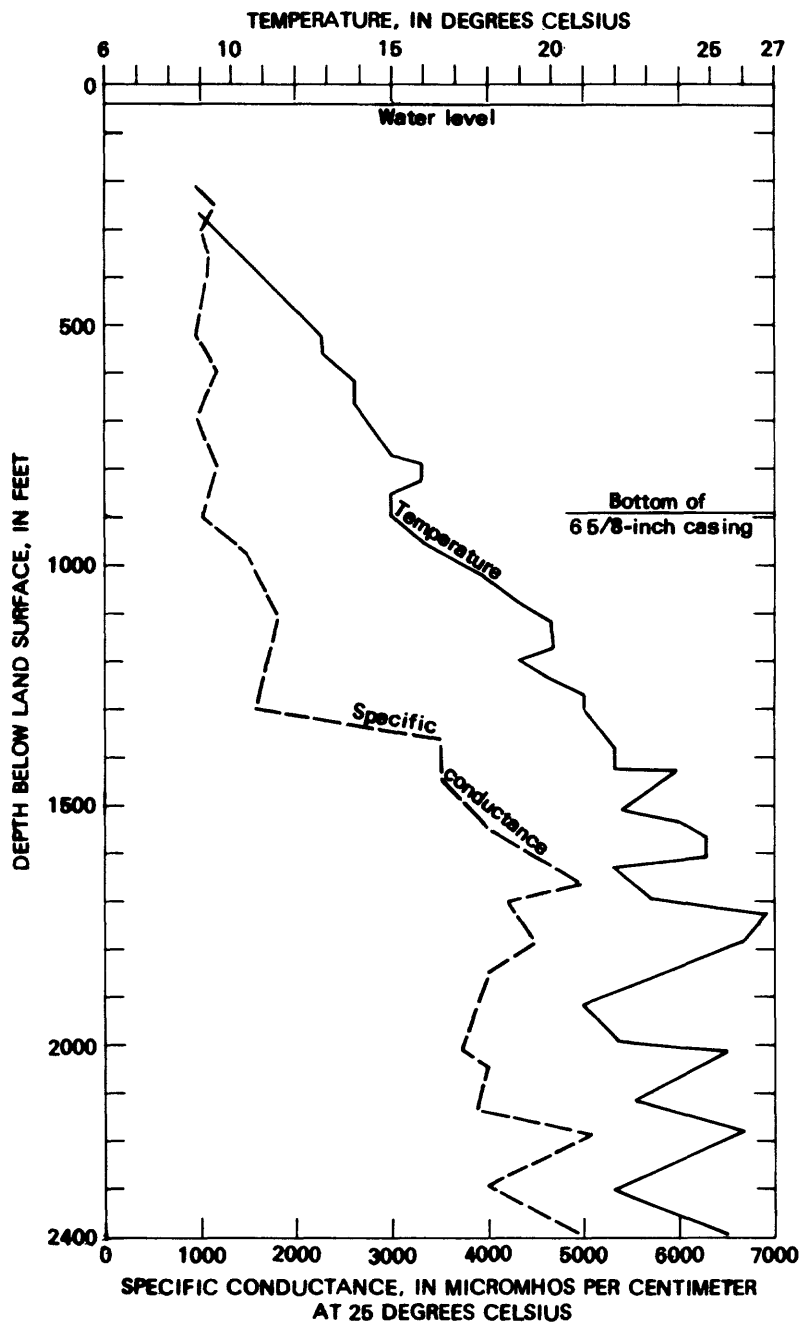 TEMPERATURE, IN DEGREES CELSIUS
6 10 15 20 25 27
0
Water level
500
Bottom of
6 5/8-inch casing
Temperature
1000
Specific
conductance
1500
2000
2400
DEPTH BELOW LAND SURFACE, IN FEET
0 1000 2000 3000 4000 5000 6000 7000
SPECIFIC CONDUCTANCE, IN MICROMHOS PER CENTIMETER
AT 25 DEGREES CELSIUS